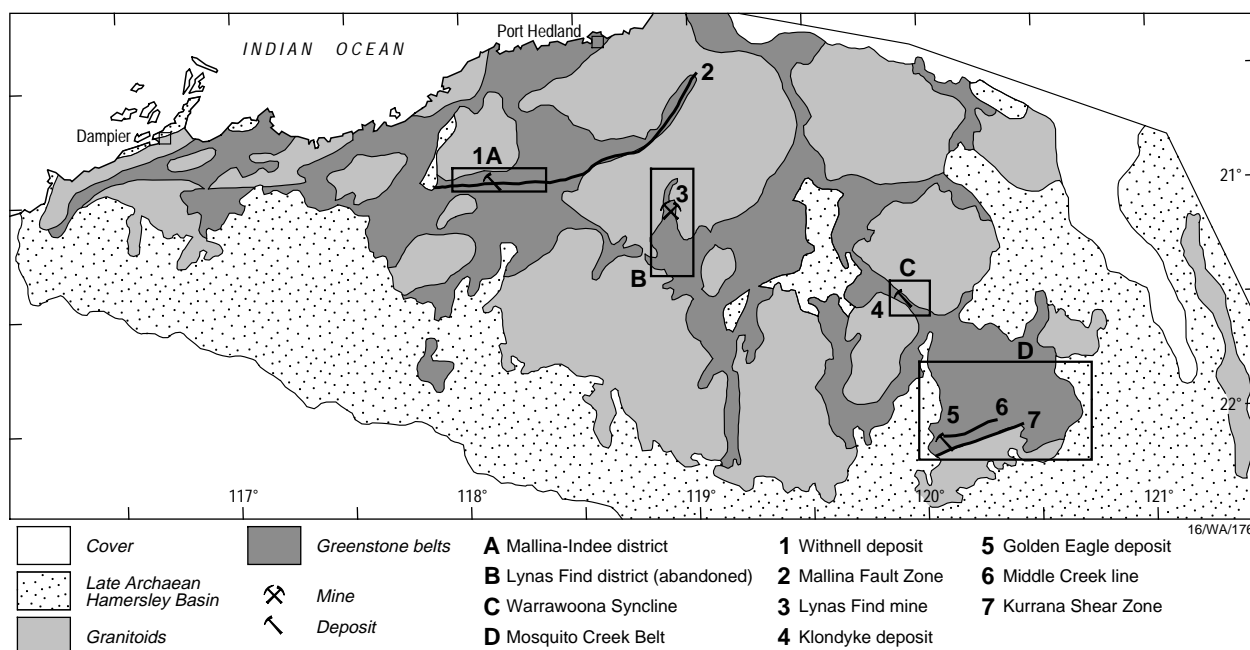 INDIAN OCEAN
Port Hedland
Dampier
2
1A
3
B
C
4
D
5
6
7
21°
22°
117°
118°
119°
120°
121°
16/WA/176
Cover
Late Archaean
Hamersley Basin
Granitoids
Greenstone belts
Mine
Deposit
A Mallina-Indee district
B Lynas Find district (abandoned)
C Warrawoona Syncline
D Mosquito Creek Belt
1 Withnell deposit
2 Mallina Fault Zone
3 Lynas Find mine
4 Klondyke deposit
5 Golden Eagle deposit
6 Middle Creek line
7 Kurrana Shear Zone